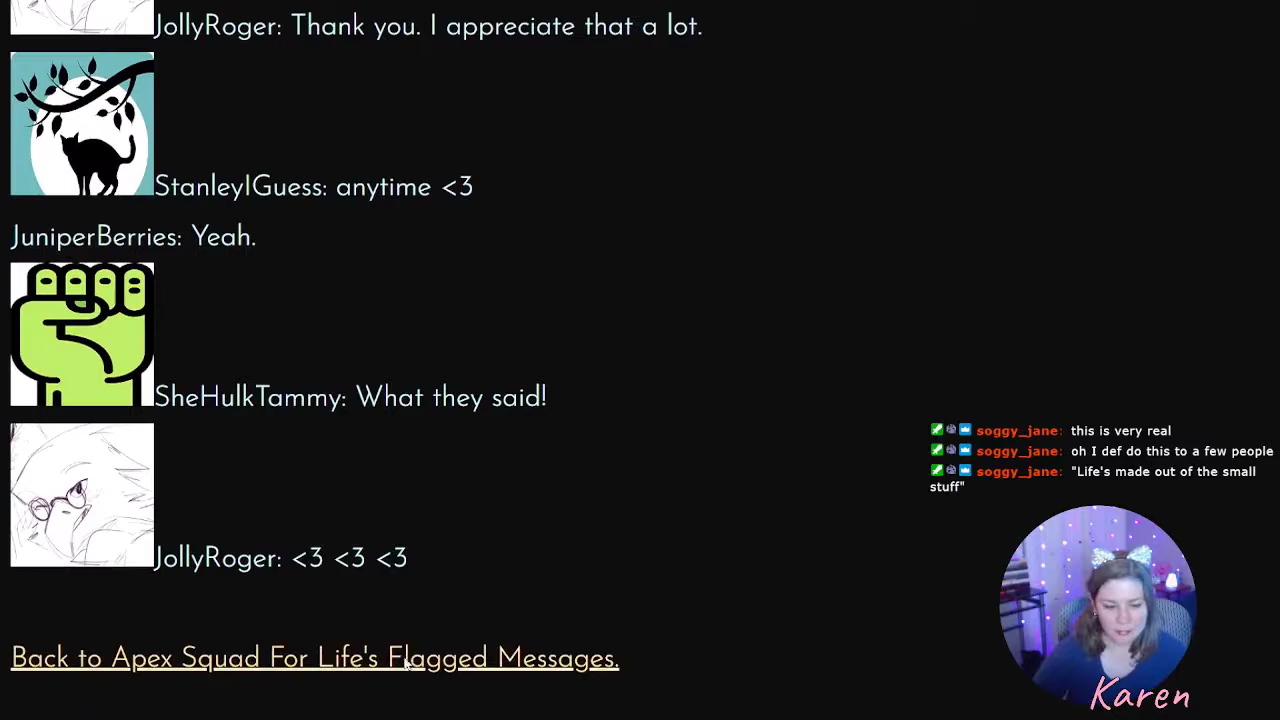 JollyRoger: Thank you. I appreciate that a lot.
StanleyIGuess: anytime <3
JuniperBerries: Yeah.
SheHulkTammy: What they said!
JollyRoger: <3 <3 <3
Back to Apex Squad For Life's Flagged Messages.
soggy_jane: this is very real
soggy_jane: oh I def do this to a few people
soggy_jane: "Life's made out of the small
stuff"
Karen